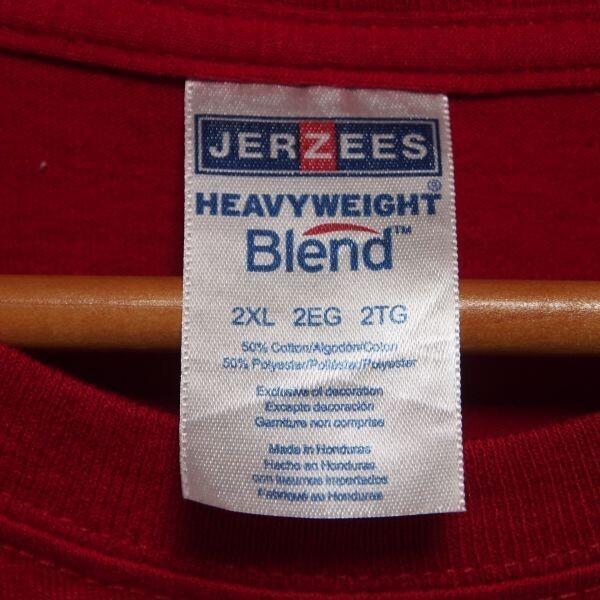 JERZEES
HEAVYWEIGHT®
Blend™
2XL 2EG 2TG
50% Cotton/Algodón/Coton
50% Polyester/Poliéster/Polyester
Exclusive of decoration
Excepto decoración
Garniture non comprise
Made in Honduras
Hecho en Honduras
con insumos importados
Fabriqué au Honduras